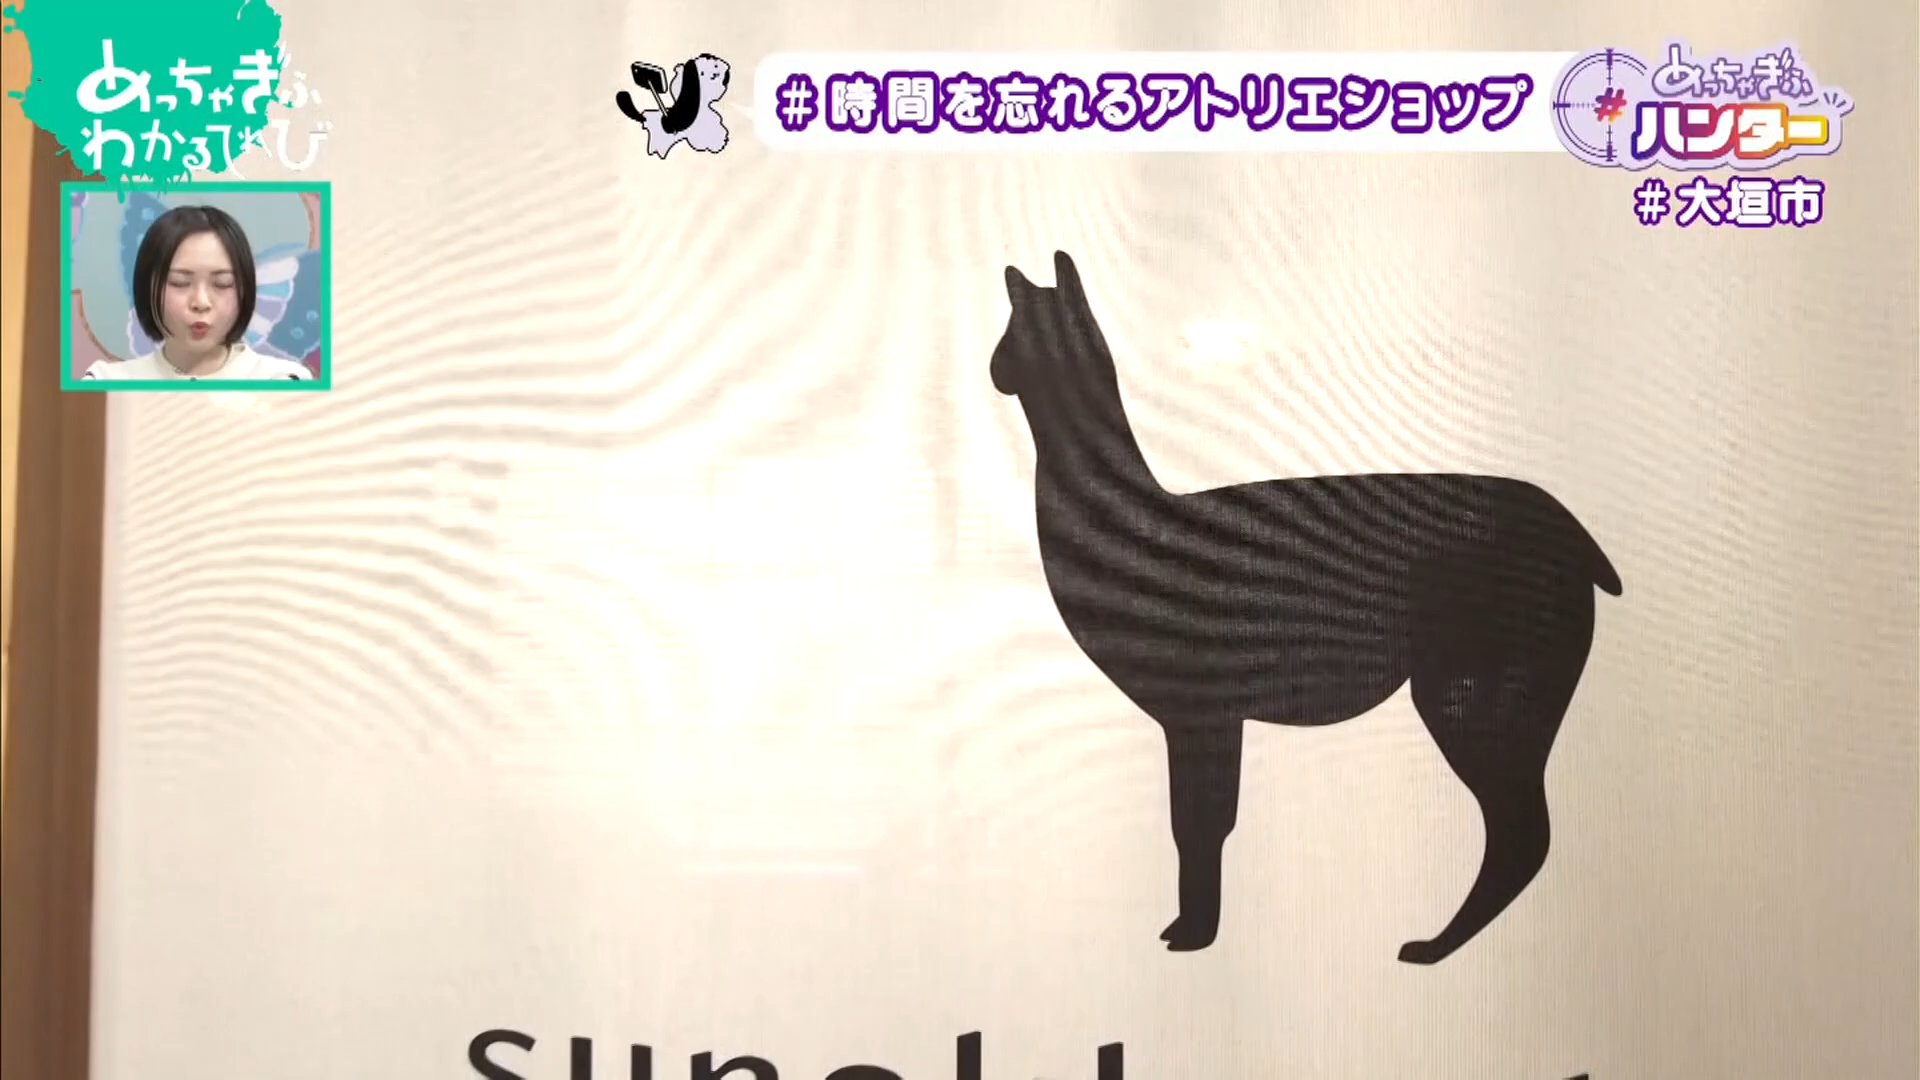 めっちゃぎふ
わかるてれび
#時間を忘れるアトリエショップ
めっちゃぎふ
#ハンター
#大垣市